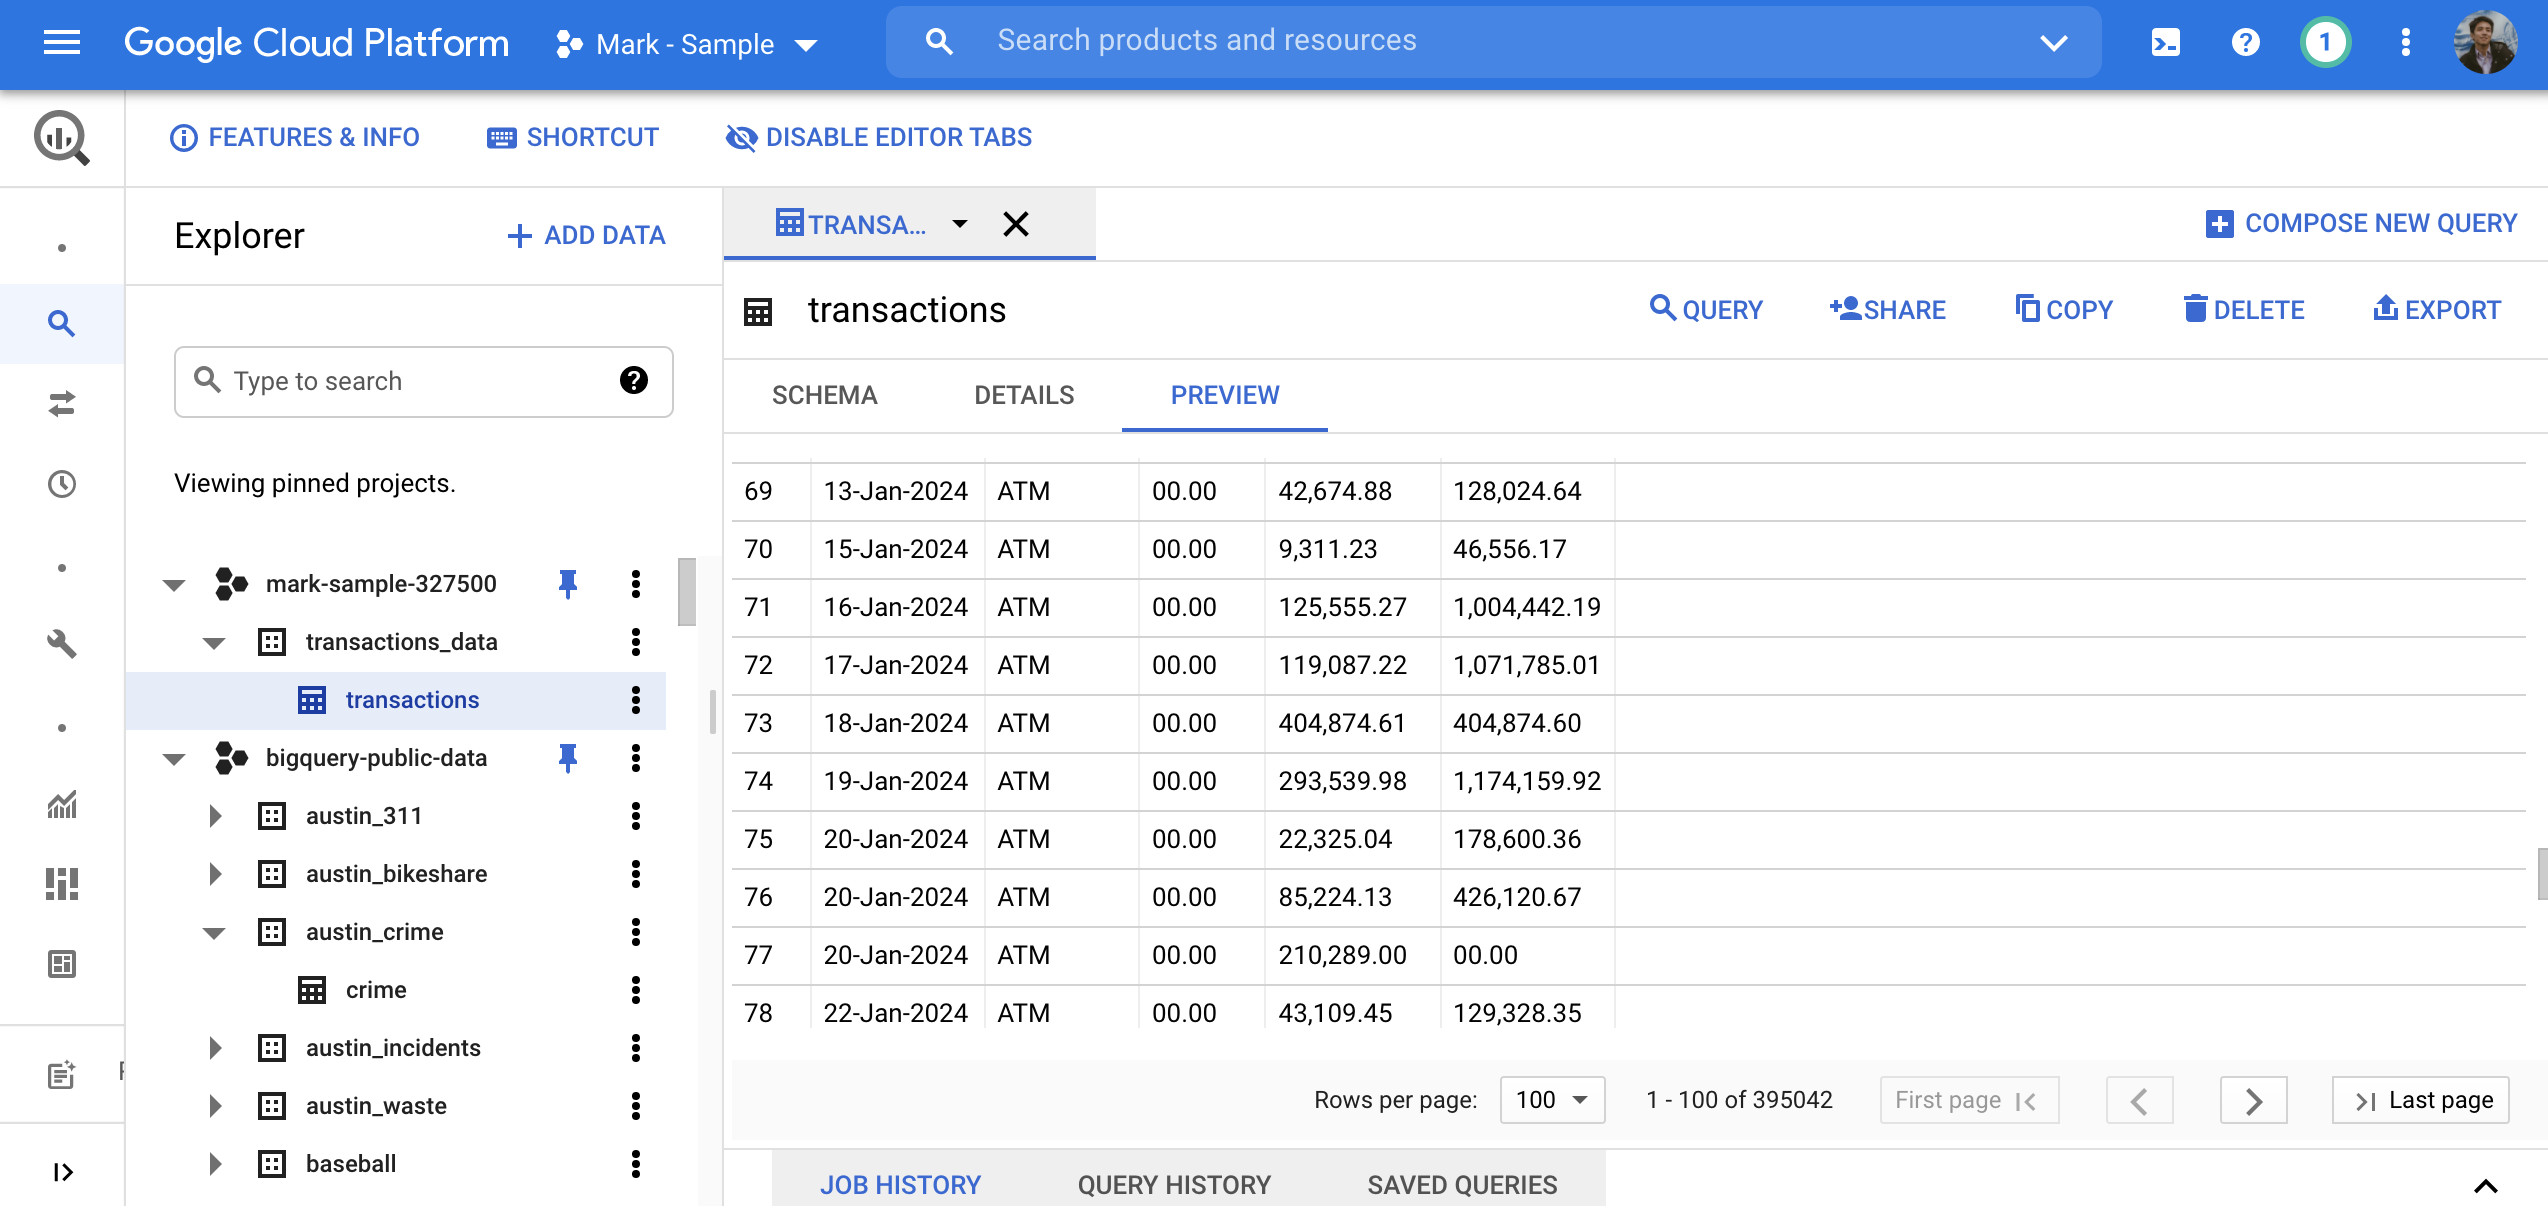 Google Cloud Platform Mark - Sample Search products and resources 1
FEATURES & INFO SHORTCUT DISABLE EDITOR TABS
Explorer ADD DATA
TRANSA... COMPOSE NEW QUERY
transactions QUERY SHARE COPY DELETE EXPORT
Type to search
SCHEMA DETAILS PREVIEW
Viewing pinned projects.
mark-sample-327500
transactions_data
transactions
bigquery-public-data
austin_311
austin_bikeshare
austin_crime
crime
austin_incidents
austin_waste
baseball
69 13-Jan-2024 ATM 00.00 42,674.88 128,024.64
70 15-Jan-2024 ATM 00.00 9,311.23 46,556.17
71 16-Jan-2024 ATM 00.00 125,555.27 1,004,442.19
72 17-Jan-2024 ATM 00.00 119,087.22 1,071,785.01
73 18-Jan-2024 ATM 00.00 404,874.61 404,874.60
74 19-Jan-2024 ATM 00.00 293,539.98 1,174,159.92
75 20-Jan-2024 ATM 00.00 22,325.04 178,600.36
76 20-Jan-2024 ATM 00.00 85,224.13 426,120.67
77 20-Jan-2024 ATM 00.00 210,289.00 00.00
78 22-Jan-2024 ATM 00.00 43,109.45 129,328.35
Rows per page: 100 1 - 100 of 395042 First page Last page
JOB HISTORY QUERY HISTORY SAVED QUERIES